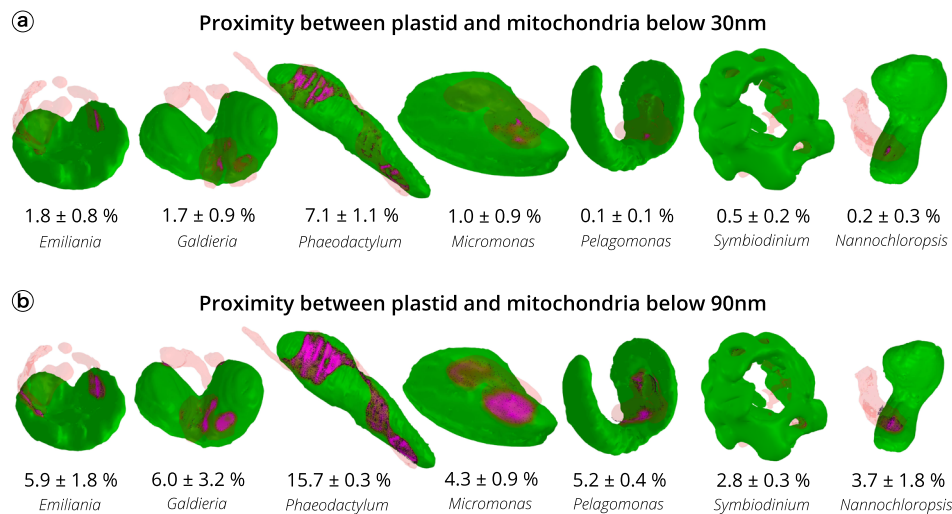 a Proximity between plastid and mitochondria below 30nm
1.8 ± 0.8 % 1.7 ± 0.9 % 7.1 ± 1.1 % 1.0 ± 0.9 % 0.1 ± 0.1 % 0.5 ± 0.2 % 0.2 ± 0.3 %
Emiliania Galdieria Phaeodactylum Micromonas Pelagomonas Symbiodinium Nannochloropsis
b Proximity between plastid and mitochondria below 90nm
5.9 ± 1.8 % 6.0 ± 3.2 % 15.7 ± 0.3 % 4.3 ± 0.9 % 5.2 ± 0.4 % 2.8 ± 0.3 % 3.7 ± 1.8 %
Emiliania Galdieria Phaeodactylum Micromonas Pelagomonas Symbiodinium Nannochloropsis